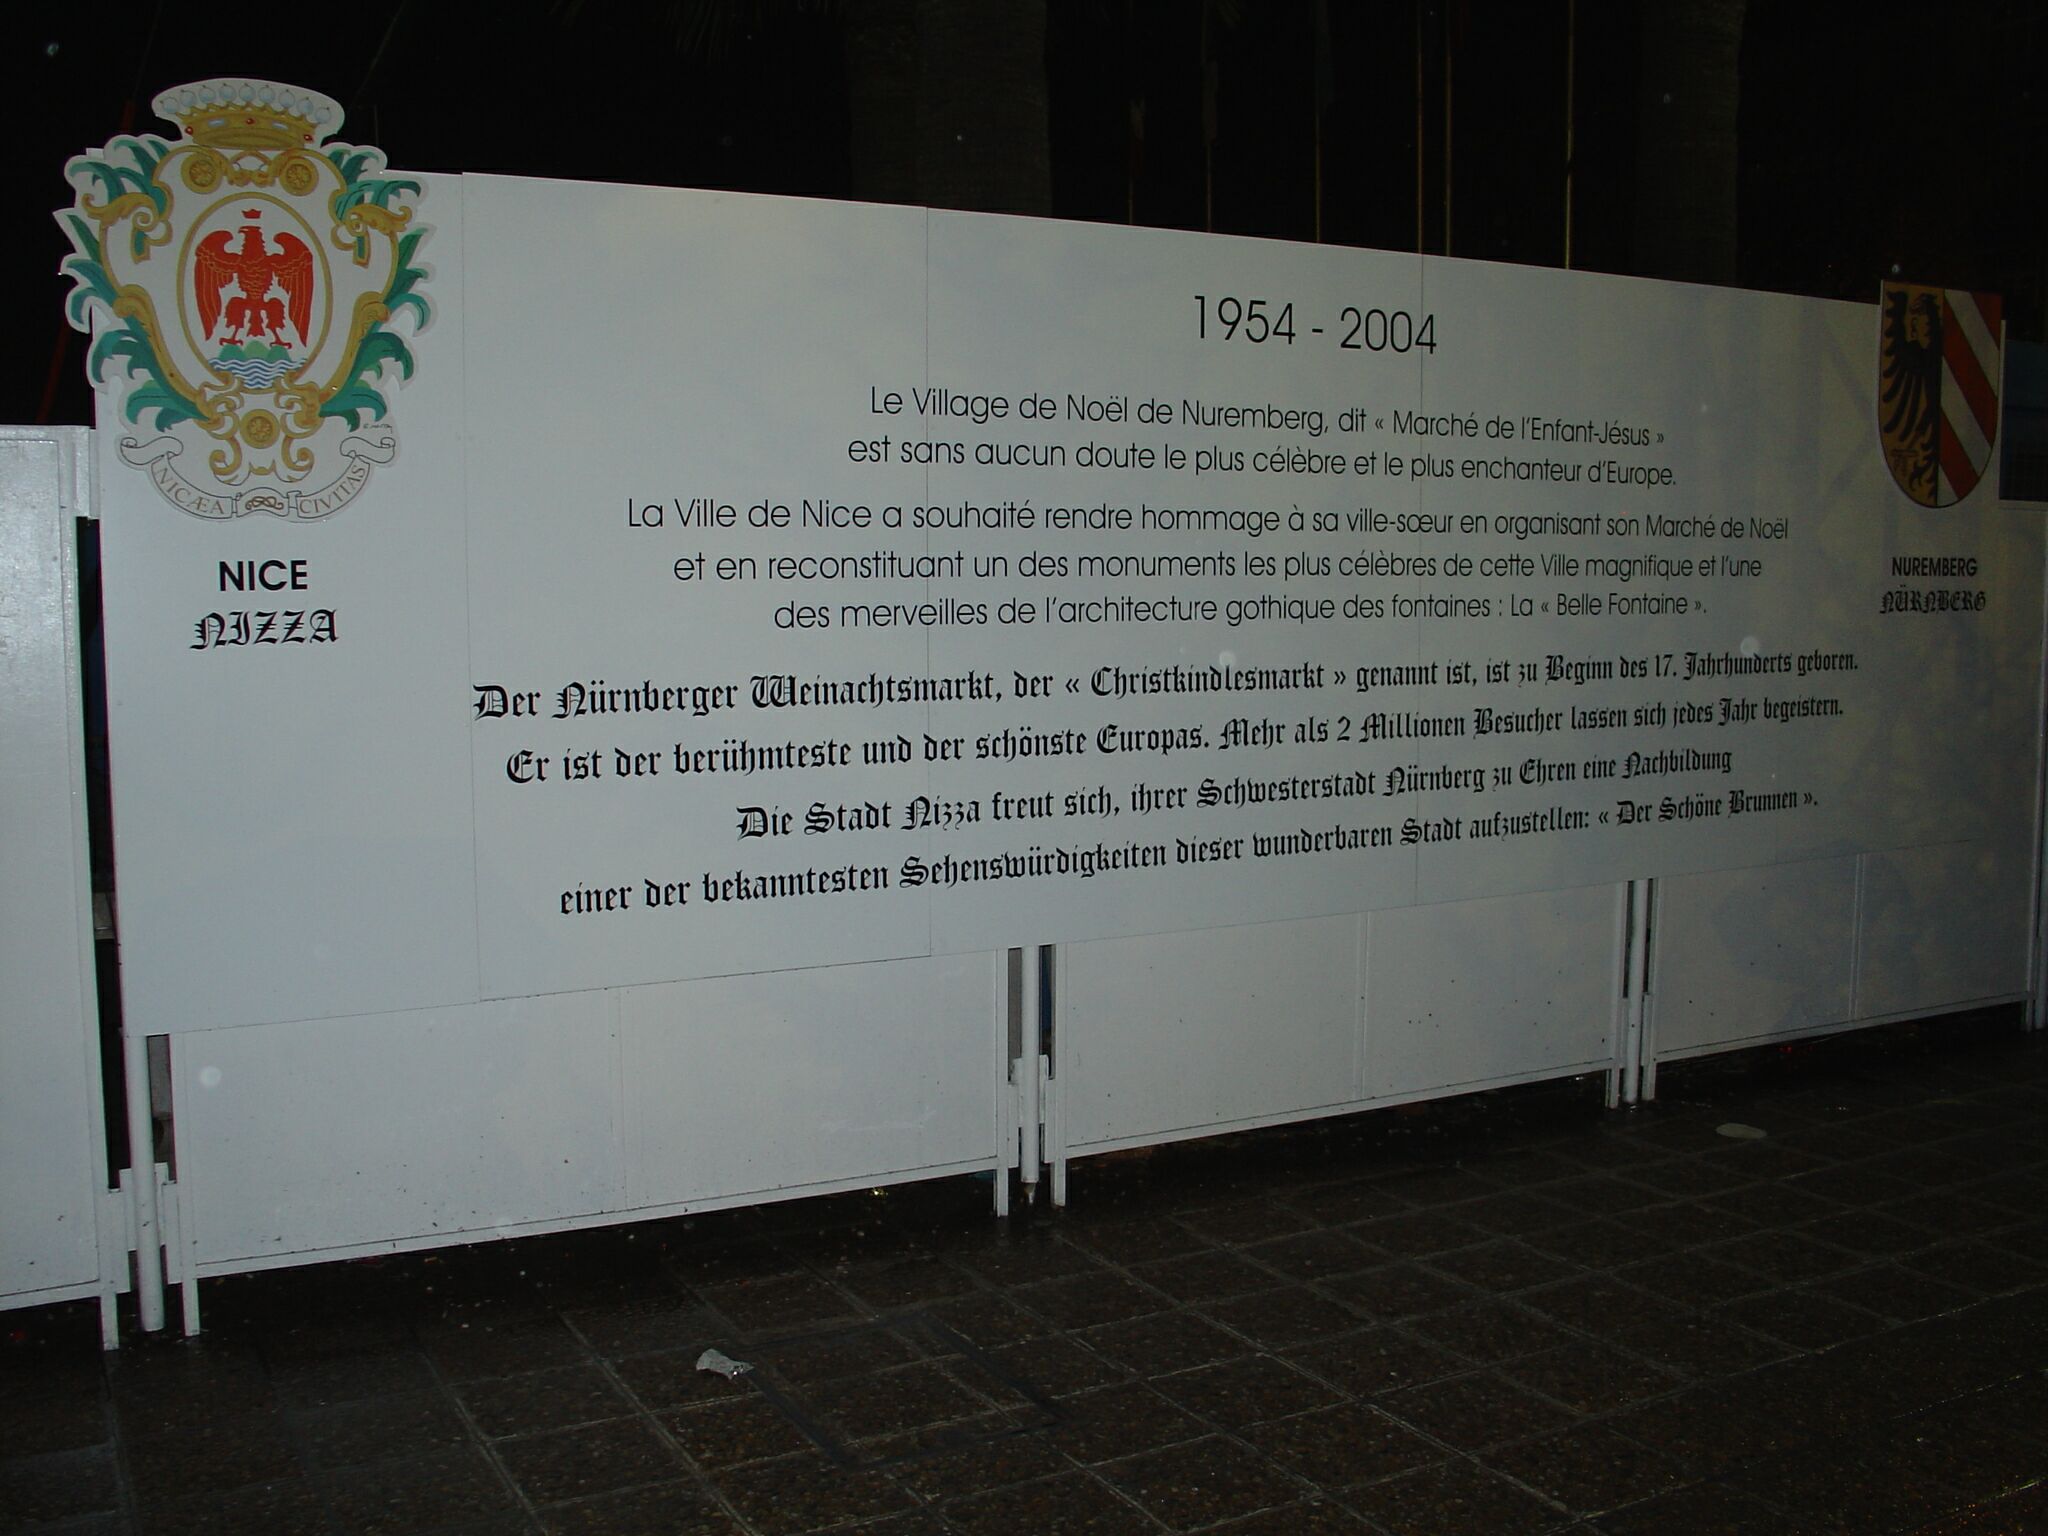 NICÆA CIVITAS
NICE
NIZZA
1954 - 2004
Le Village de Noël de Nuremberg, dit « Marché de l'Enfant-Jésus »
est sans aucun doute le plus célèbre et le plus enchanteur d'Europe.
La Ville de Nice a souhaité rendre hommage à sa ville-sœur en organisant son Marché de Noël
et en reconstituant un des monuments les plus célèbres de cette Ville magnifique et l'une
des merveilles de l'architecture gothique des fontaines : La « Belle Fontaine ».
Der Nürnberger Weinachtsmarkt, der « Christkindlesmarkt » genannt ist, ist zu Beginn des 17. Jahrhunderts geboren.
Er ist der berühmteste und der schönste Europas. Mehr als 2 Millionen Besucher lassen sich jedes Jahr begeistern.
Die Stadt Nizza freut sich, ihrer Schwesterstadt Nürnberg zu Ehren eine Nachbildung
einer der bekanntesten Sehenswürdigkeiten dieser wunderbaren Stadt aufzustellen: « Der Schöne Brunnen ».
NUREMBERG
NÜRNBERG